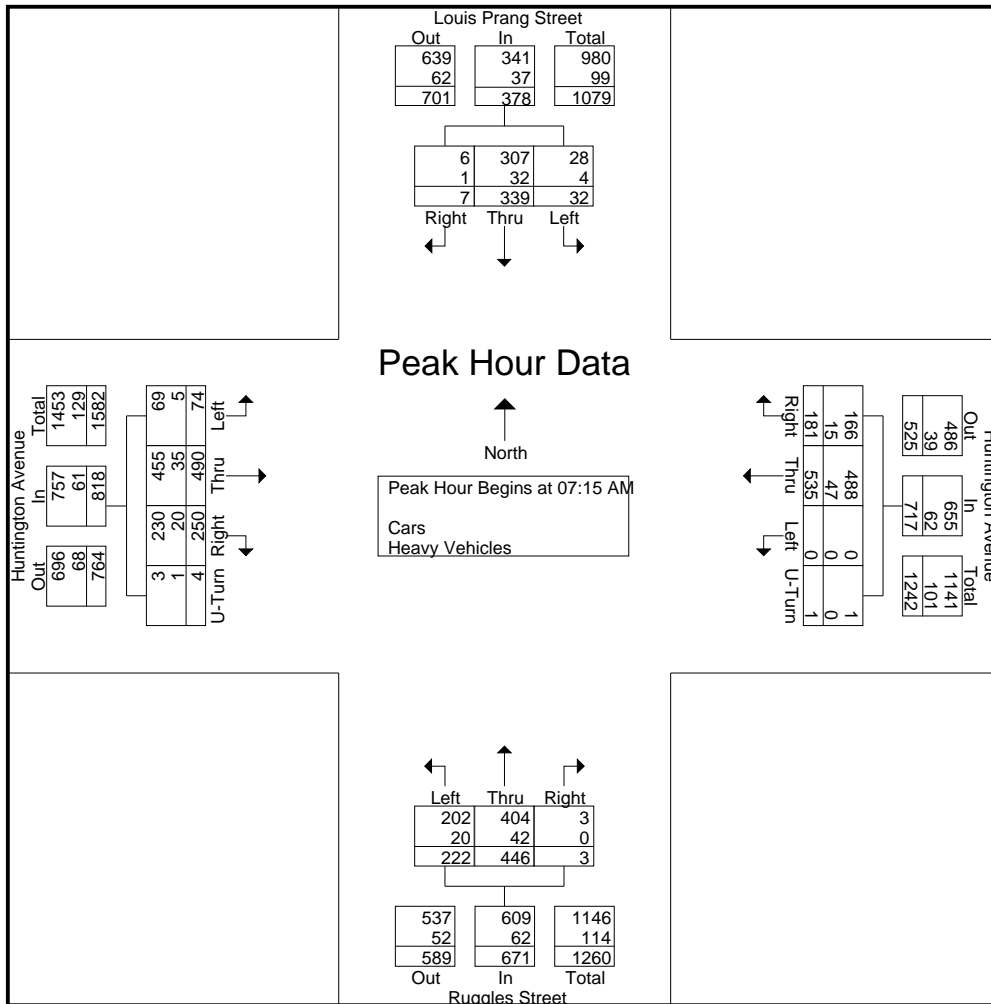 Louis Prang Street
Out In Total
639 341 980
62 37 99
701 378 1079
6 307 28
1 32 4
7 339 32
Right Thru Left
Peak Hour Data
North
Peak Hour Begins at 07:15 AM
Cars
Heavy Vehicles
Huntington Avenue
Total In Out
1453 757 696
129 61 68
1582 818 764
69 455 230 3
5 35 20 1
74 490 250 4
Left Thru Right U-Turn
Huntington Avenue
Out In Total
486 655 1141
39 62 101
525 717 1242
166 488 0 1
15 47 0 0
181 535 0 1
Right Thru Left U-Turn
Left Thru Right
202 404 3
20 42 0
222 446 3
537 609 1146
52 62 114
589 671 1260
Out In Total
Ruggles Street